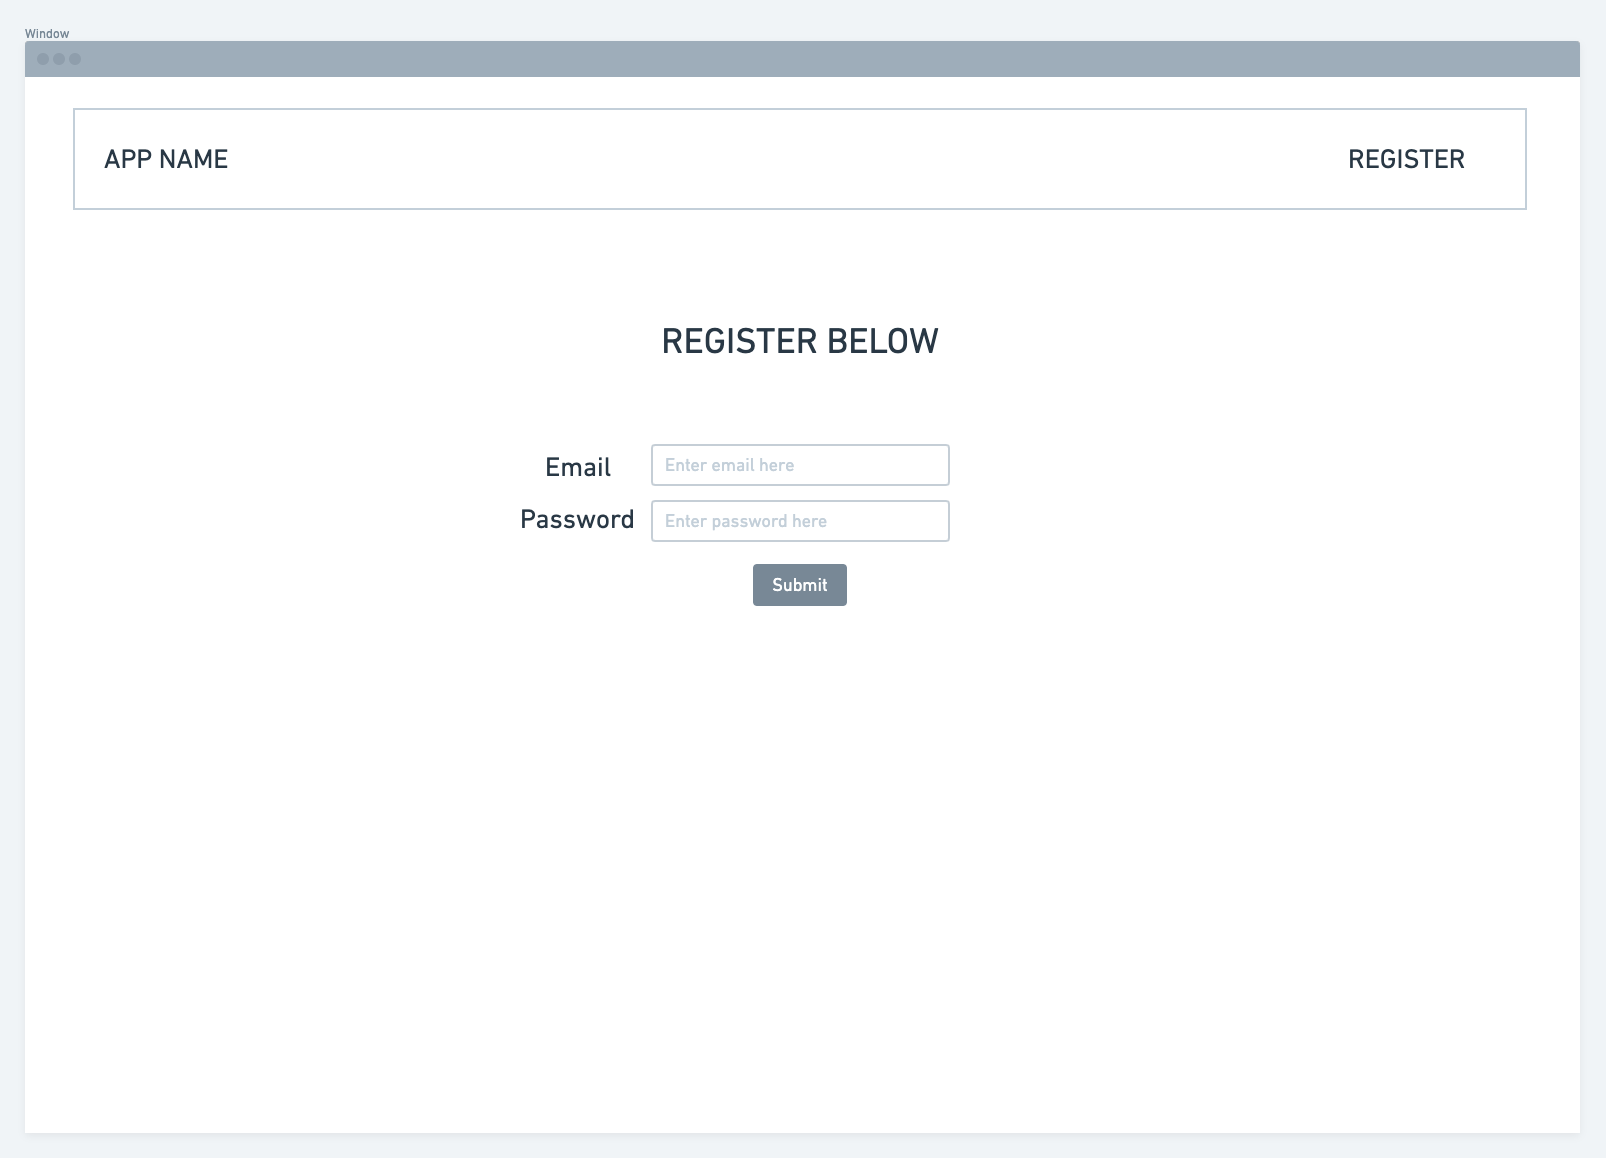 Window
APP NAME
REGISTER
REGISTER BELOW
Email
Enter email here
Password
Enter password here
Submit